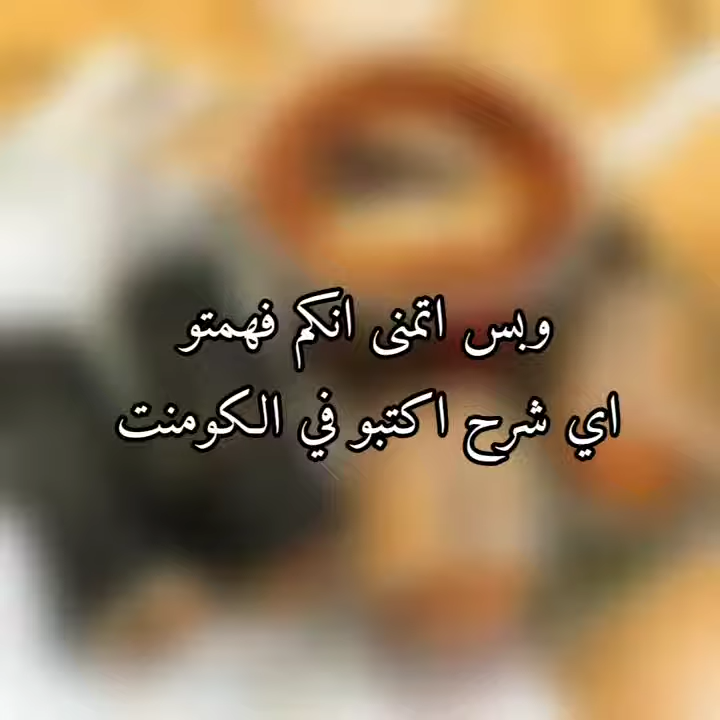 وبس اتمنى انكم فهمتو
اي شرح اكتبو في الكومنت